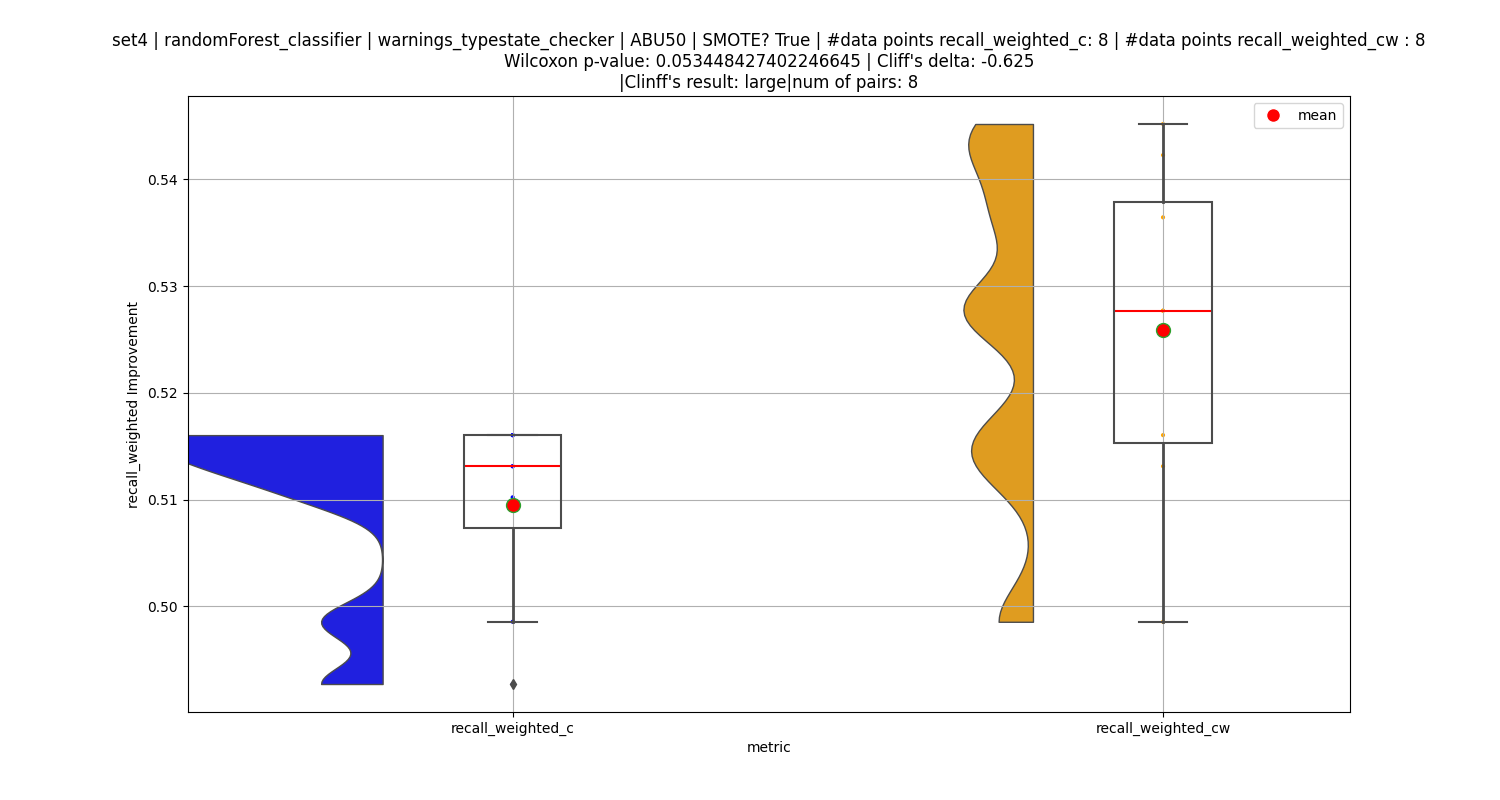 set4 | randomForest_classifier | warnings_typestate_checker | ABU50 | SMOTE? True | #data points recall_weighted_c: 8 | #data points recall_weighted_cw : 8
Wilcoxon p-value: 0.053448427402246645 | Cliff's delta: -0.625
|Clinff's result: large|num of pairs: 8
mean
0.54
0.53
0.52
0.51
0.50
recall_weighted Improvement
recall_weighted_c
recall_weighted_cw
metric